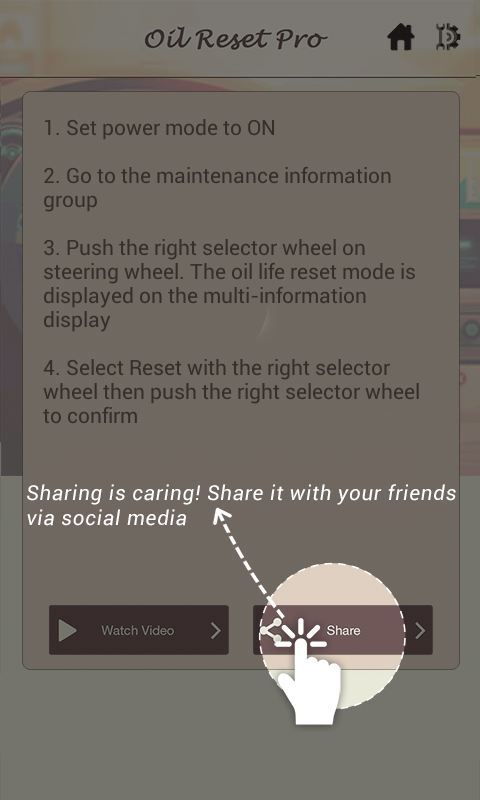 Oil Reset Pro
1. Set power mode to ON
2. Go to the maintenance information
group
3. Push the right selector wheel on
steering wheel. The oil life reset mode is
displayed on the multi-information
display
4. Select Reset with the right selector
wheel then push the right selector wheel
to confirm
Sharing is caring! Share it with your friends
via social media
Watch Video
Share